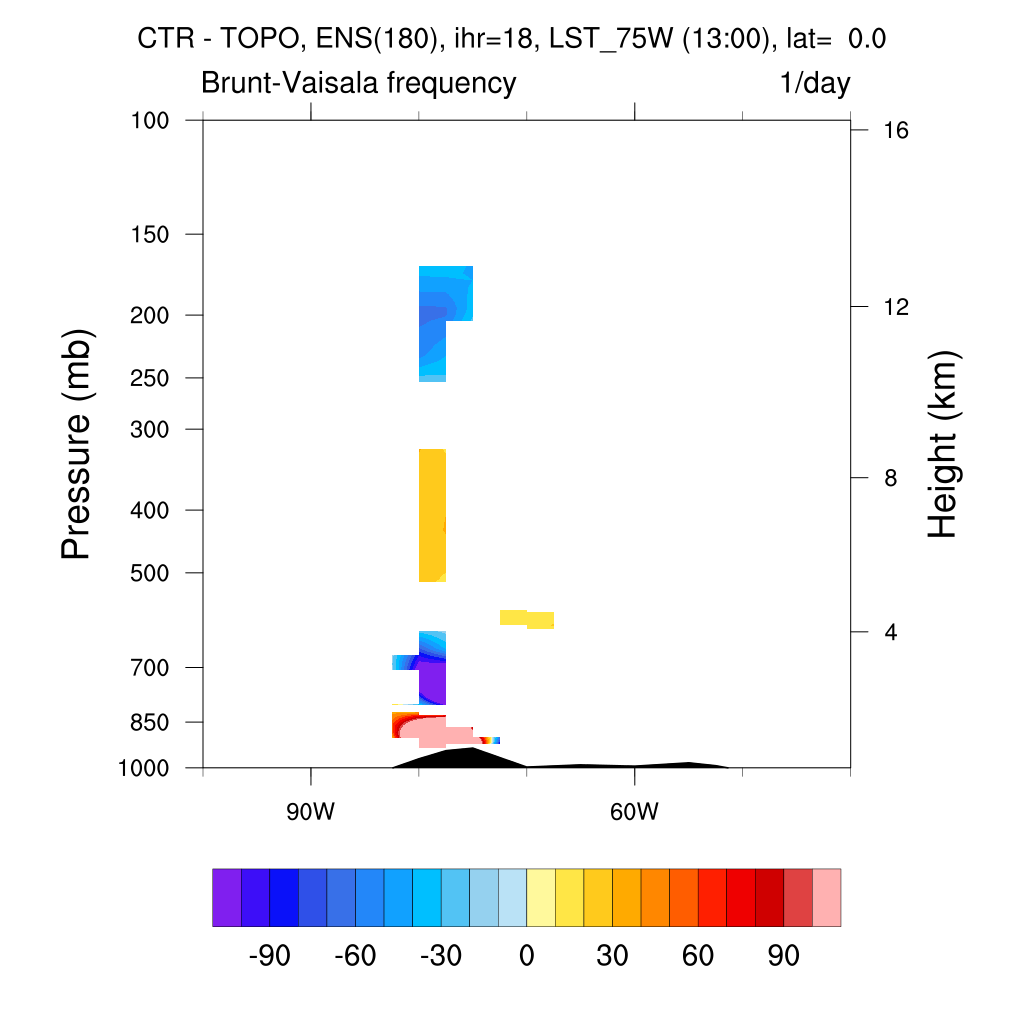 CTR - TOPO, ENS(180), ihr=18, LST_75W (13:00), lat=  0.0
Brunt-Vaisala frequency 1/day
100
150
200
250
300
400
500
700
850
1000
Pressure (mb)
16
12
8
4
Height (km)
90W 60W
-90 -60 -30 0 30 60 90